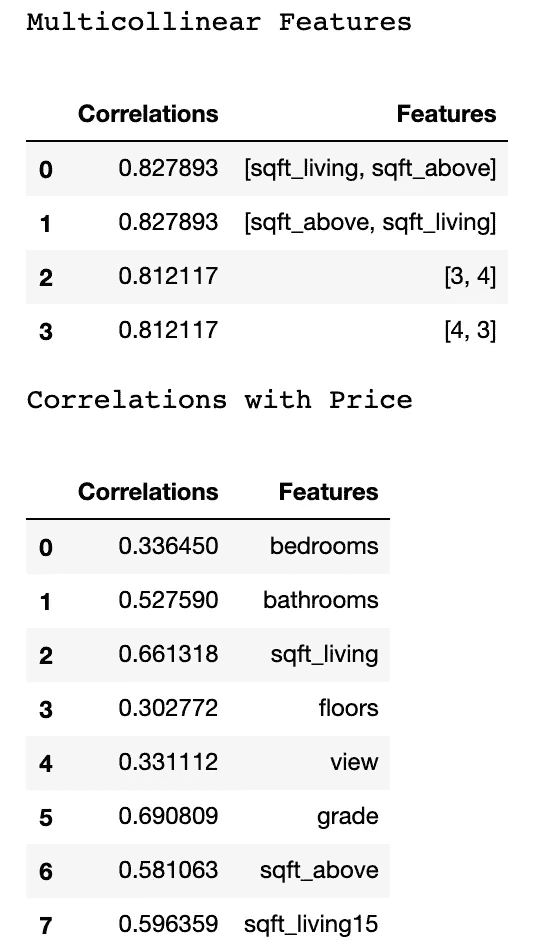 Multicollinear Features
Correlations Features
0 0.827893 [sqft_living, sqft_above]
1 0.827893 [sqft_above, sqft_living]
2 0.812117 [3, 4]
3 0.812117 [4, 3]
Correlations with Price
Correlations Features
0 0.336450 bedrooms
1 0.527590 bathrooms
2 0.661318 sqft_living
3 0.302772 floors
4 0.331112 view
5 0.690809 grade
6 0.581063 sqft_above
7 0.596359 sqft_living15